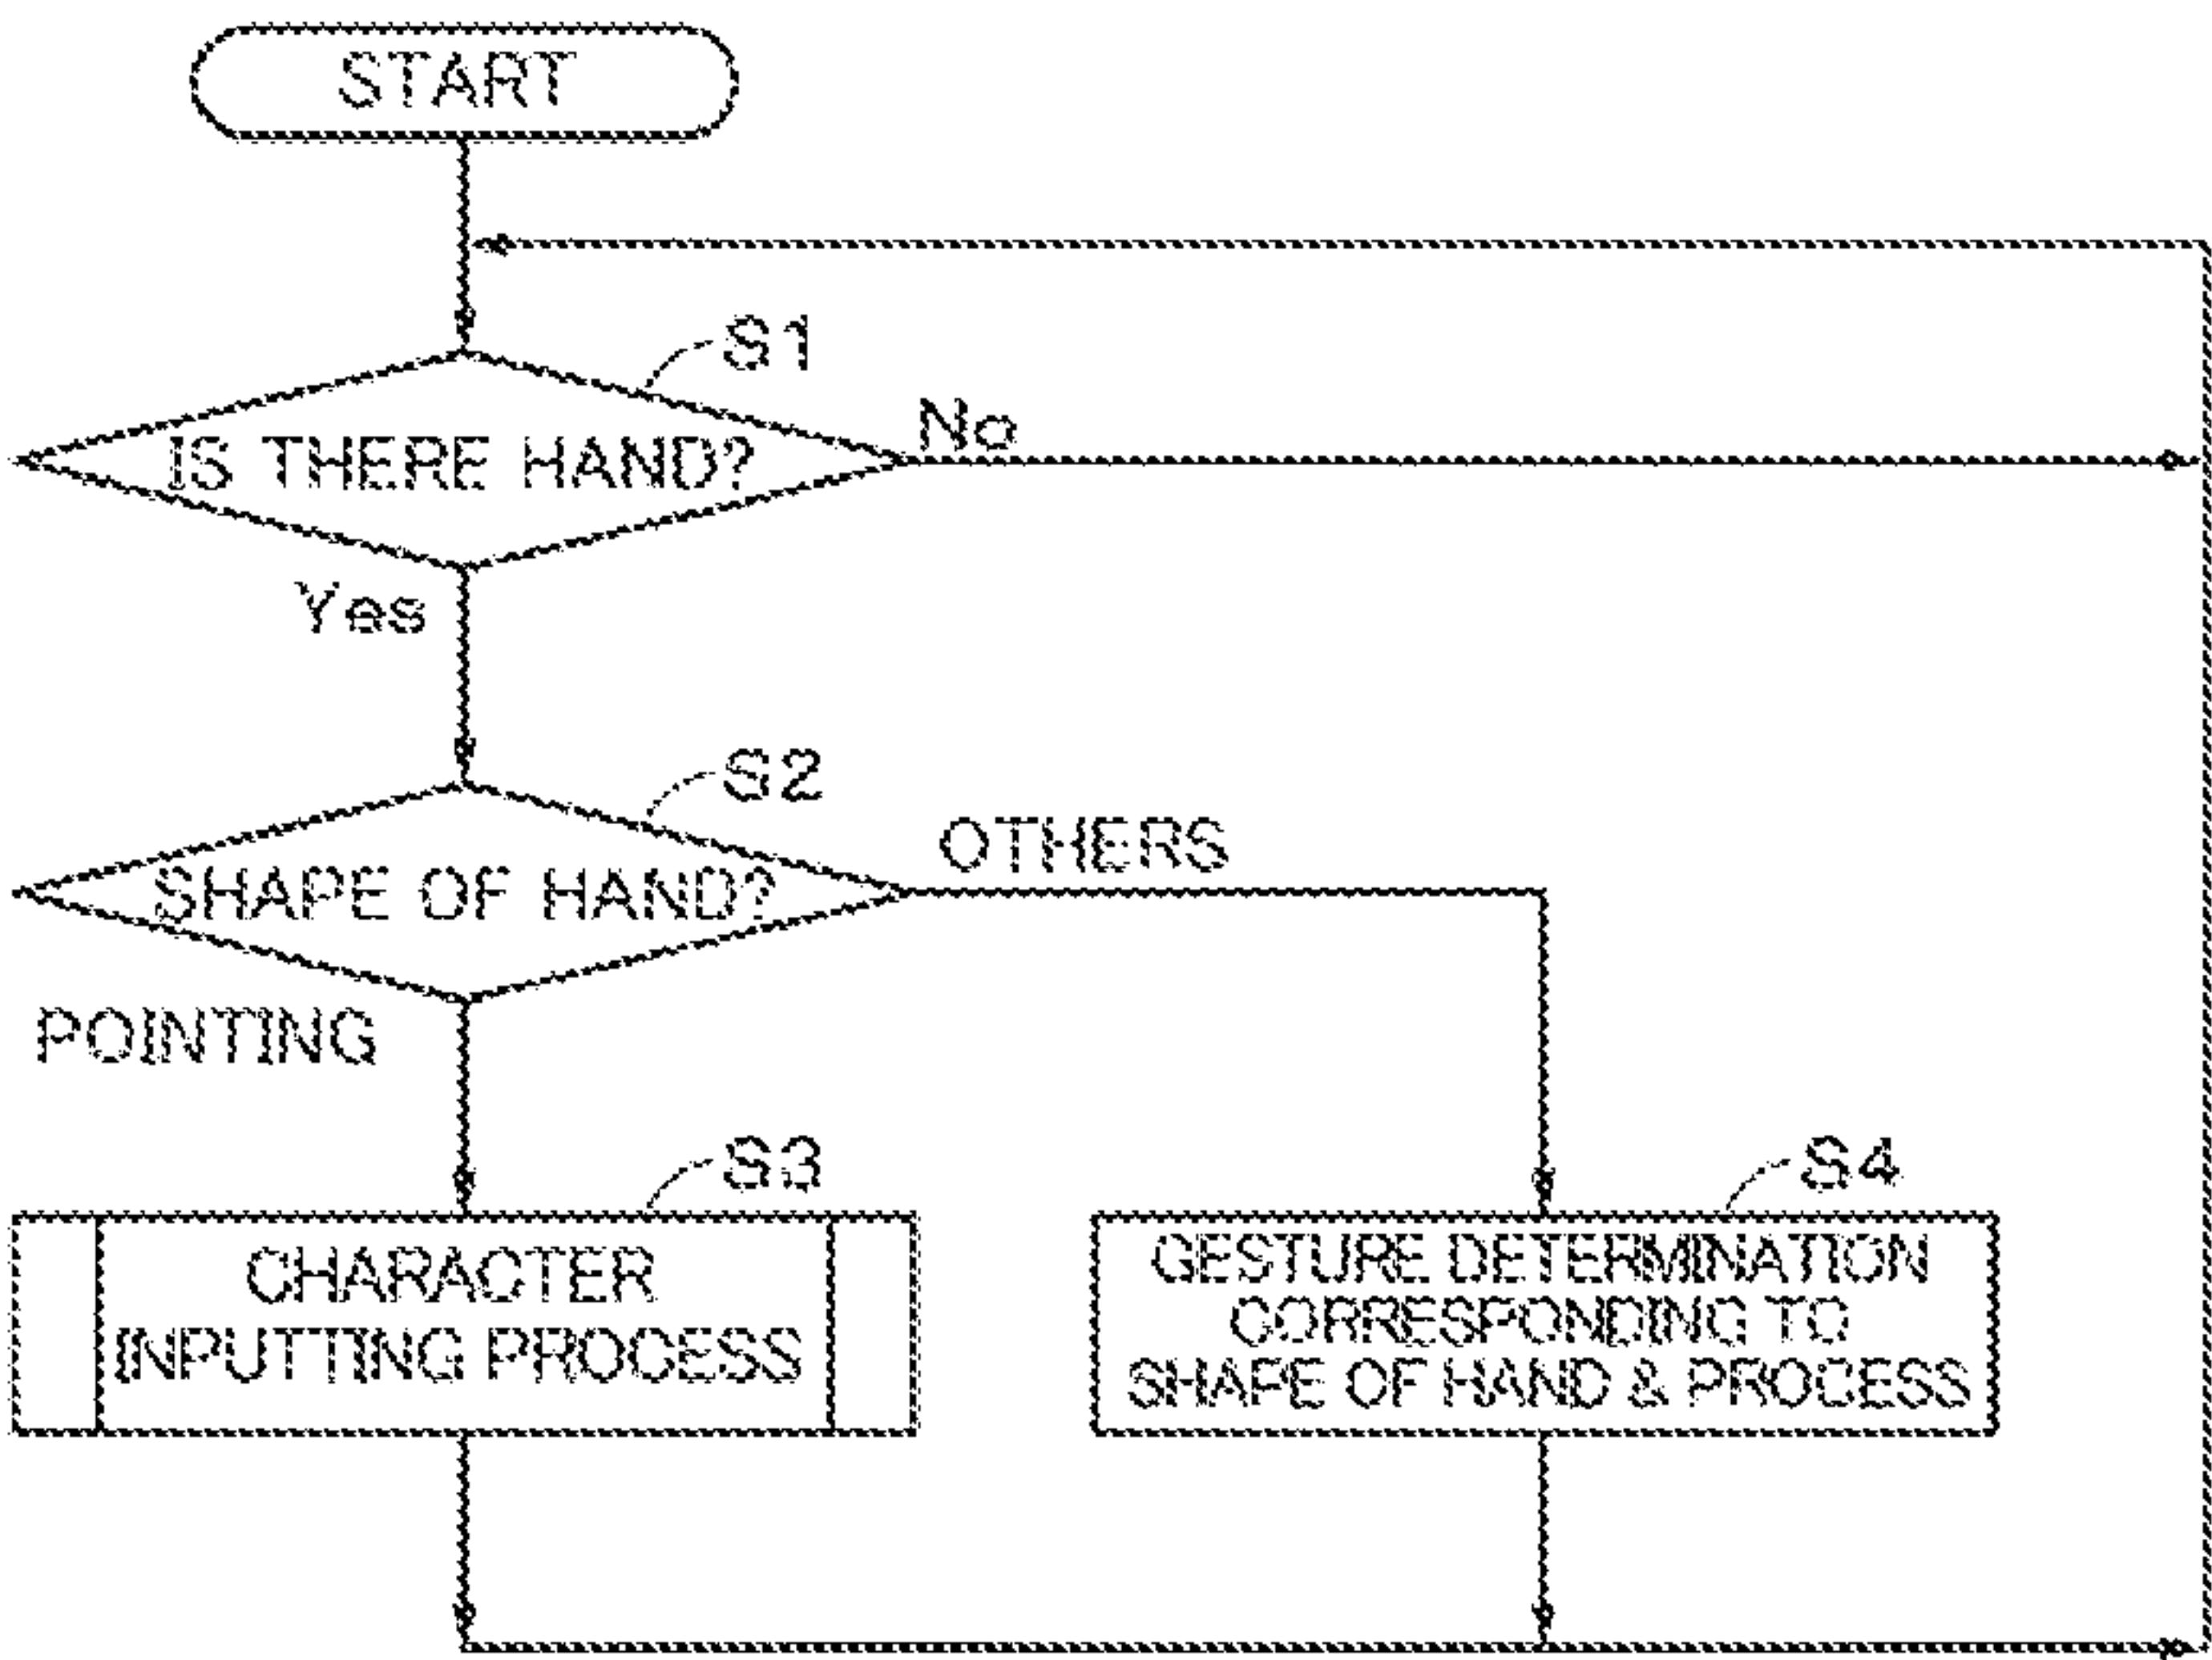 START
S1
IS THERE HAND?
No
Yes
S2
SHAPE OF HAND?
OTHERS
POINTING
S3
CHARACTER
INPUTTING PROCESS
S4
GESTURE DETERMINATION
CORRESPONDING TO
SHAPE OF HAND & PROCESS